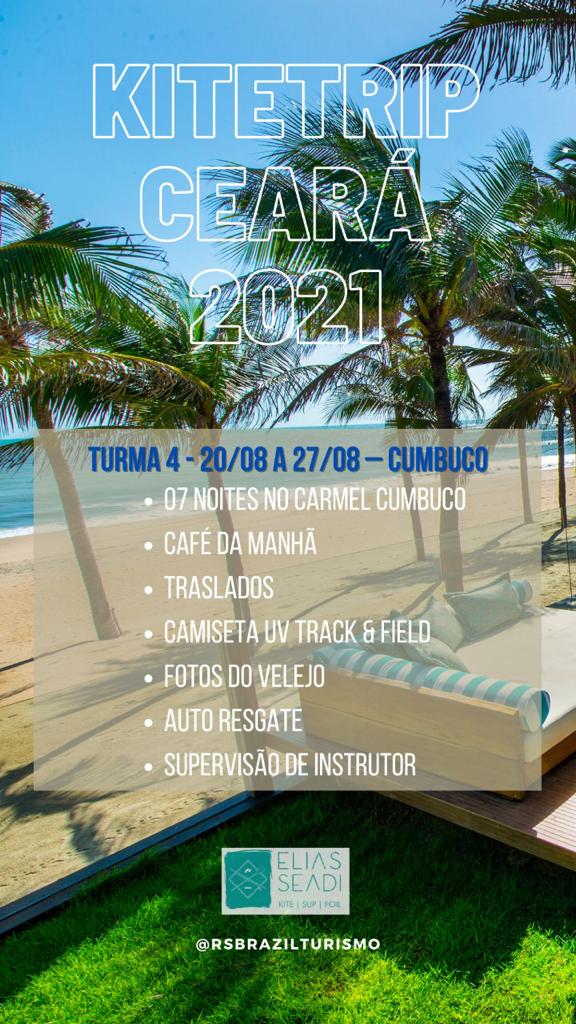 KITETRIP
CEARÁ
2021
TURMA 4 - 20/08 A 27/08 – CUMBUCO
• 07 NOITES NO CARMEL CUMBUCO
• CAFÉ DA MANHÃ
• TRASLADOS
• CAMISETA UV TRACK & FIELD
• FOTOS DO VELEJO
• AUTO RESGATE
• SUPERVISÃO DE INSTRUTOR
ELIAS
SEADI
KITE | SUP | FOIL
@RSBRAZILTURISMO